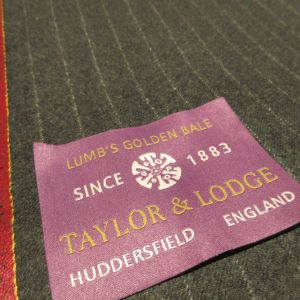 LUMB'S GOLDEN BALE
SINCE 1883
TAYLOR & LODGE
HUDDERSFIELD ENGLAND